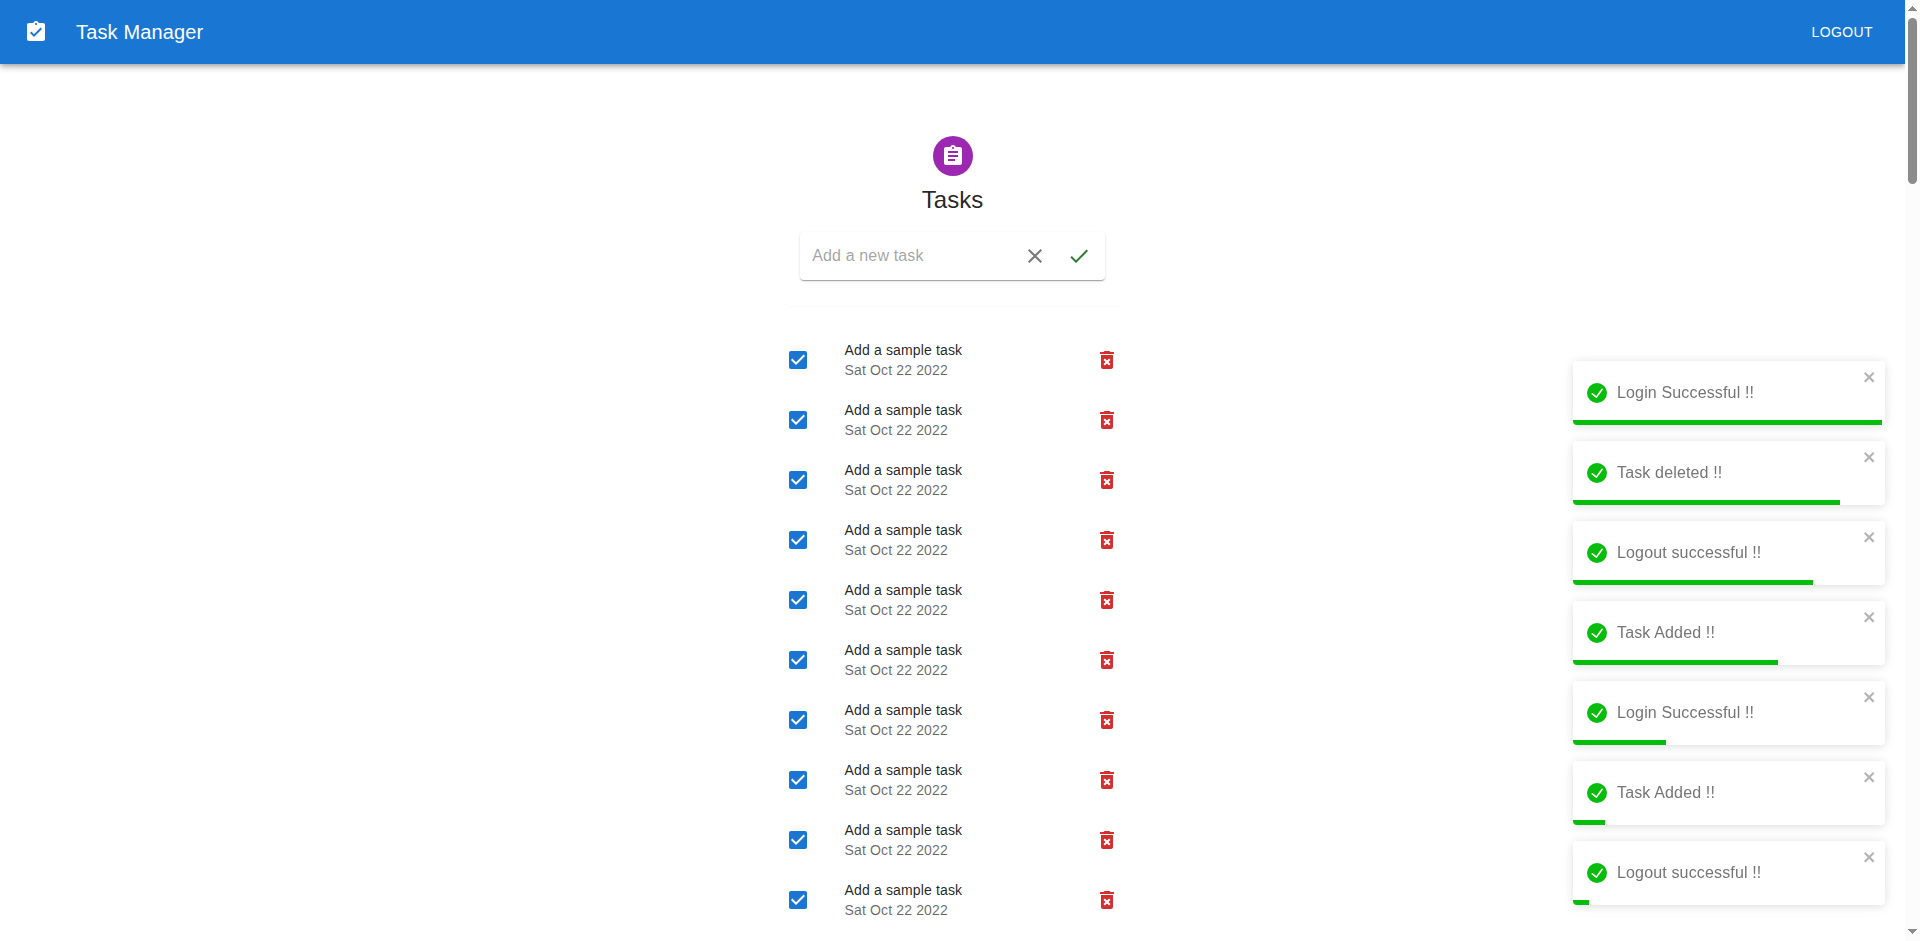 Task Manager
LOGOUT
Tasks
Add a new task
Add a sample task
Sat Oct 22 2022
Add a sample task
Sat Oct 22 2022
Add a sample task
Sat Oct 22 2022
Add a sample task
Sat Oct 22 2022
Add a sample task
Sat Oct 22 2022
Add a sample task
Sat Oct 22 2022
Add a sample task
Sat Oct 22 2022
Add a sample task
Sat Oct 22 2022
Add a sample task
Sat Oct 22 2022
Add a sample task
Sat Oct 22 2022
Login Successful !!
Task deleted !!
Logout successful !!
Task Added !!
Login Successful !!
Task Added !!
Logout successful !!